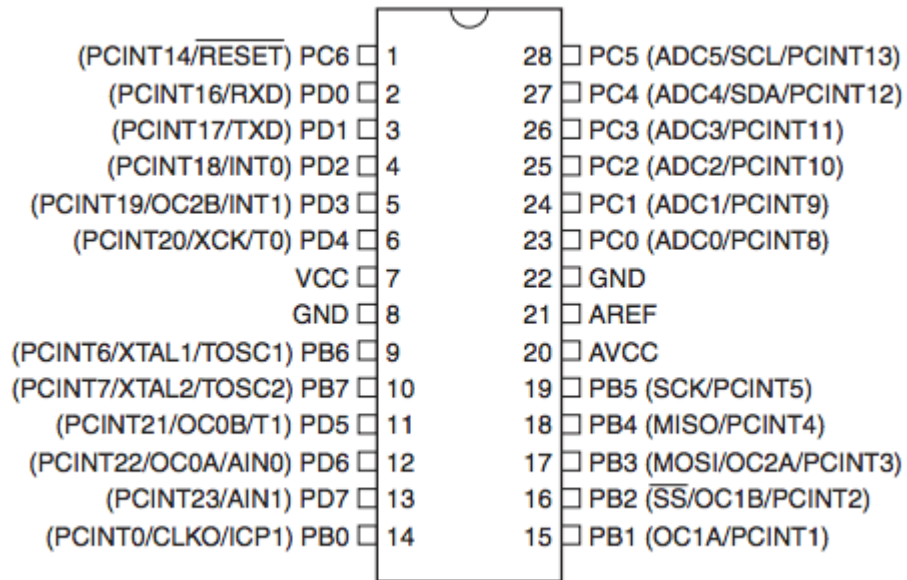 (PCINT14/RESET) PC6 1 28 PC5 (ADC5/SCL/PCINT13)
(PCINT16/RXD) PD0 2 27 PC4 (ADC4/SDA/PCINT12)
(PCINT17/TXD) PD1 3 26 PC3 (ADC3/PCINT11)
(PCINT18/INT0) PD2 4 25 PC2 (ADC2/PCINT10)
(PCINT19/OC2B/INT1) PD3 5 24 PC1 (ADC1/PCINT9)
(PCINT20/XCK/T0) PD4 6 23 PC0 (ADC0/PCINT8)
VCC 7 22 GND
GND 8 21 AREF
(PCINT6/XTAL1/TOSC1) PB6 9 20 AVCC
(PCINT7/XTAL2/TOSC2) PB7 10 19 PB5 (SCK/PCINT5)
(PCINT21/OC0B/T1) PD5 11 18 PB4 (MISO/PCINT4)
(PCINT22/OC0A/AIN0) PD6 12 17 PB3 (MOSI/OC2A/PCINT3)
(PCINT23/AIN1) PD7 13 16 PB2 (SS/OC1B/PCINT2)
(PCINT0/CLKO/ICP1) PB0 14 15 PB1 (OC1A/PCINT1)